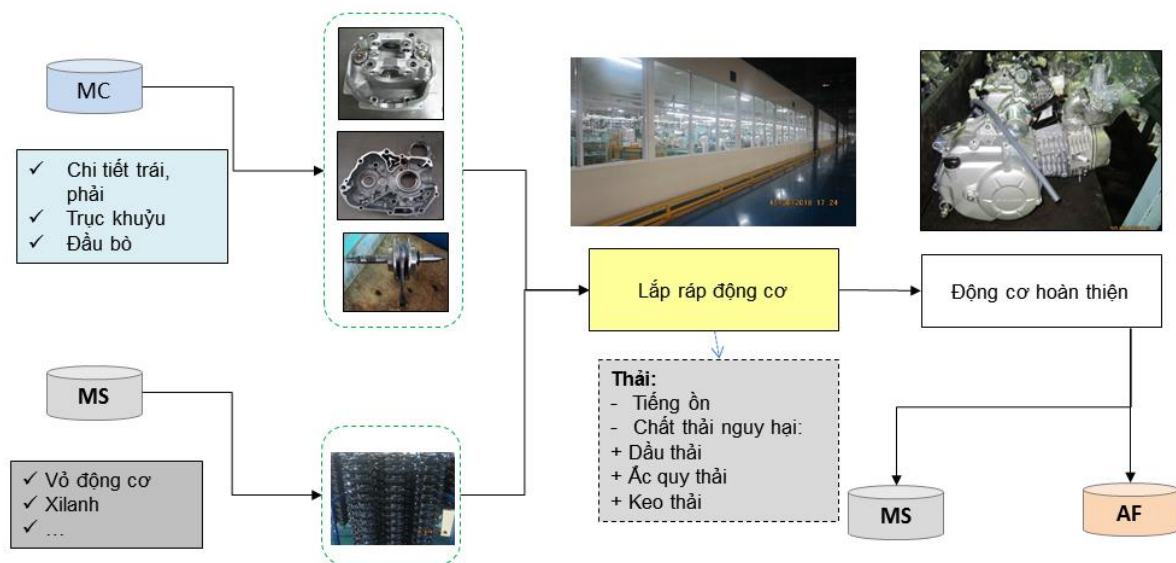 MC
✓ Chi tiết trái,
phải
✓ Trục khuỷu
✓ Đầu bò
MS
✓ Vỏ động cơ
✓ Xilanh
✓ …
Lắp ráp động cơ
Động cơ hoàn thiện
Thải:
- Tiếng ồn
- Chất thải nguy hại:
+ Dầu thải
+ Ắc quy thải
+ Keo thải
MS
AF